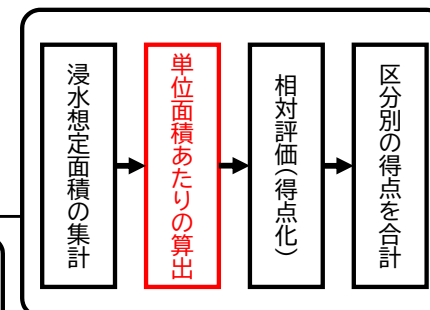 浸水想定面積の集計
単位面積あたりの算出
相対評価（得点化）
区分別の得点を合計